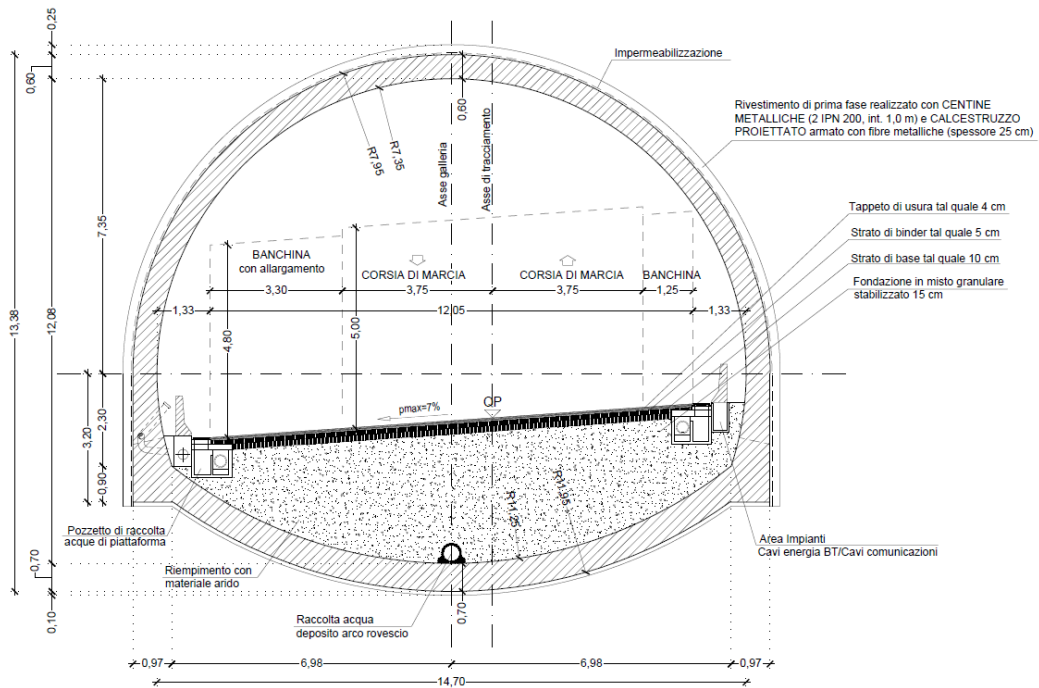 0,25
Impermeabilizzazione
0,60
0,60
Rivestimento di prima fase realizzato con CENTINE
METALLICHE (2 IPN 200, int. 1,0 m) e CALCESTRUZZO
PROIETTATO armato con fibre metalliche (spessore 25 cm)
R7,95
R7,35
Asse galleria
Asse di tracciamento
7,35
Tappeto di usura tal quale 4 cm
Strato di binder tal quale 5 cm
Strato di base tal quale 10 cm
Fondazione in misto granulare
stabilizzato 15 cm
BANCHINA
con allargamento
CORSIA DI MARCIA
CORSIA DI MARCIA
BANCHINA
3,30
3,75
3,75
1,25
1,33
12,05
1,33
13,38
12,08
4,80
5,00
pmax=7%
QP
3,20
2,30
0,90
R11,25
R11,95
Pozzetto di raccolta
acque di piattaforma
Area Impianti
Cavi energia BT/Cavi comunicazioni
Riempimento con
materiale arido
0,70
0,70
0,10
Raccolta acqua
deposito arco rovescio
0,97
6,98
6,98
0,97
14,70